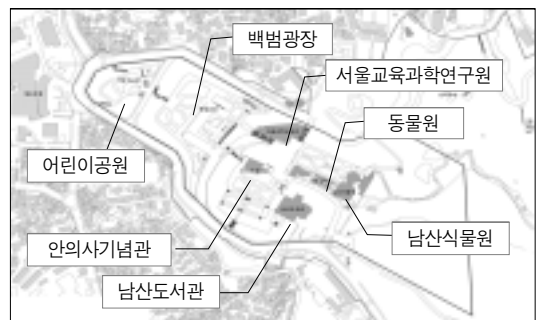 백범광장
서울교육과학연구원
동물원
어린이공원
안의사기념관
남산식물원
남산도서관